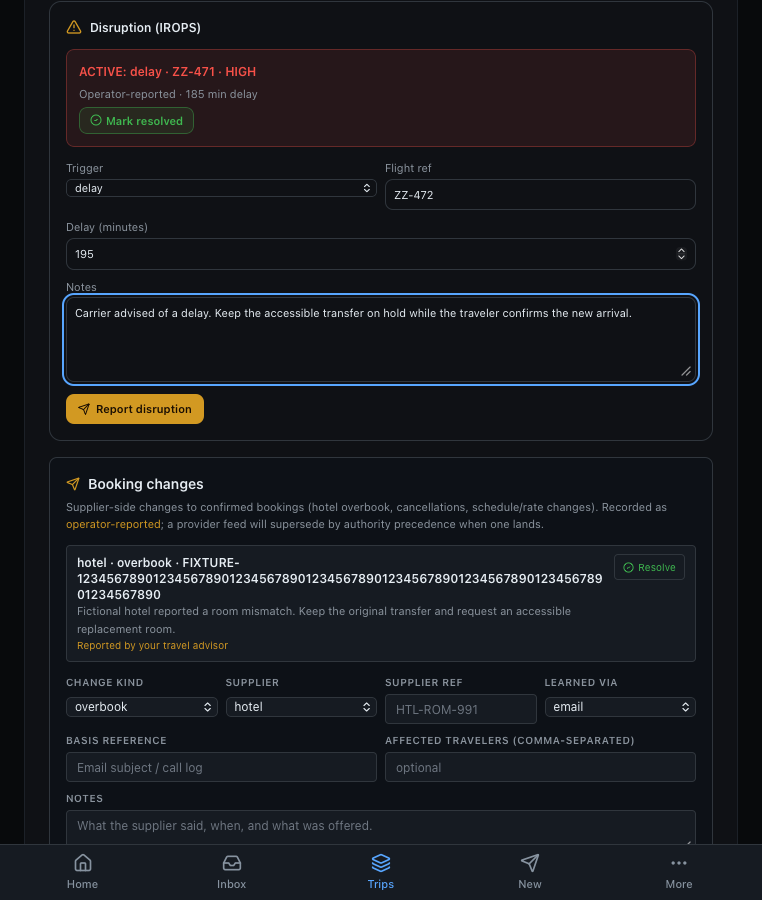 Disruption (IROPS)
ACTIVE: delay · ZZ-471 · HIGH
Operator-reported · 185 min delay
Mark resolved
Trigger
Flight ref
delay
ZZ-472
Delay (minutes)
195
Notes
Carrier advised of a delay. Keep the accessible transfer on hold while the traveler confirms the new arrival.
Report disruption
Booking changes
Supplier-side changes to confirmed bookings (hotel overbook, cancellations, schedule/rate changes). Recorded as
operator-reported; a provider feed will supersede by authority precedence when one lands.
hotel · overbook · FIXTURE-
1234567890123456789012345678901234567890123456789012345678901234567890123456789
01234567890
Resolve
Fictional hotel reported a room mismatch. Keep the original transfer and request an accessible
replacement room.
Reported by your travel advisor
CHANGE KIND
SUPPLIER
SUPPLIER REF
LEARNED VIA
overbook
hotel
HTL-ROM-991
email
BASIS REFERENCE
AFFECTED TRAVELERS (COMMA-SEPARATED)
Email subject / call log
optional
NOTES
What the supplier said, when, and what was offered.
Home
Inbox
Trips
New
More